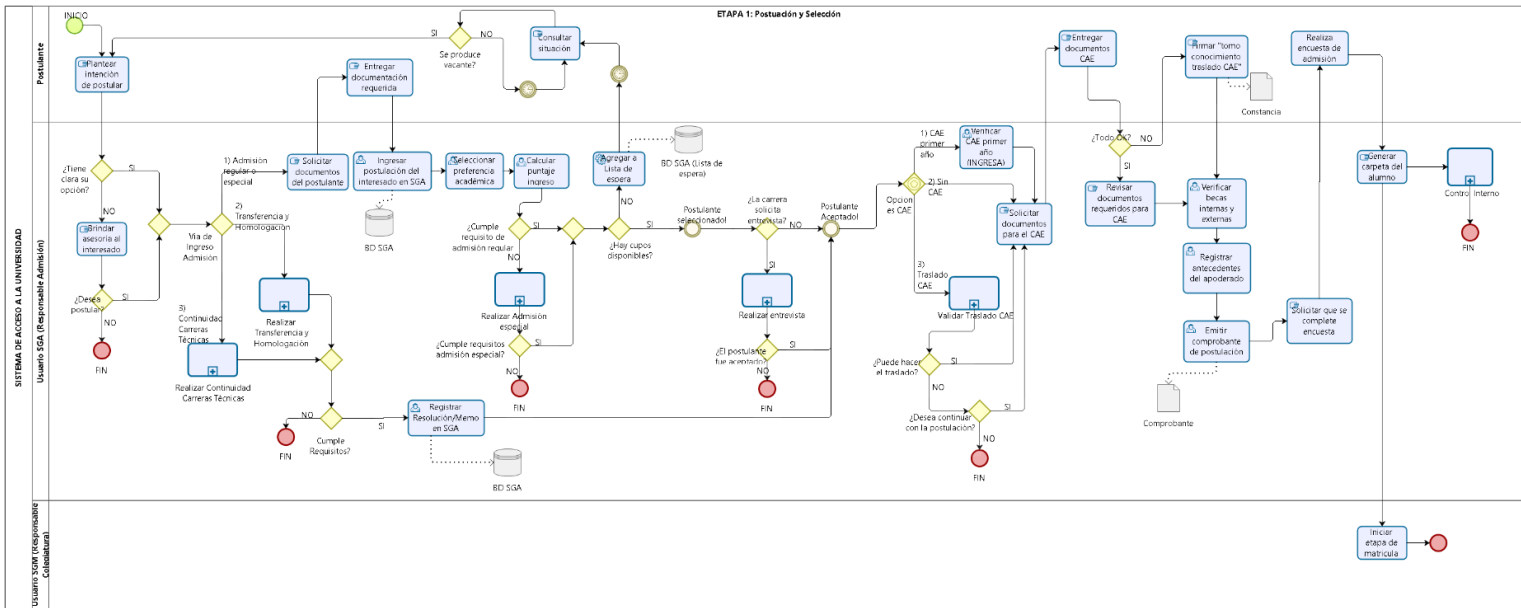 ETAPA 1: Postuación y Selección
SISTEMA DE ACCESO A LA UNIVERSIDAD
Postulante
INICIO
Plantear
intención
de postular
SI
NO
Se produce
vacante?
Consultar
situación
Entregar
documentación
requerida
Entregar
documentos
CAE
Firmar "tomo
conocimiento
traslado CAE"
Constancia
Realiza
encuesta de
admisión
Usuario SGA (Responsable Admisión)
¿Tiene
clara su
opción?
SI
NO
Brindar
asesoria al
interesado
¿Desea
postular?
SI
NO
FIN
Via de
Ingreso
Admisión
1) Admisión
regular o especial
2)
Transferencia y
Homologación
3)
Continuidad
Carreras
Técnicas
Solicitar
documentos
del postulante
Realizar
Transferencia y
Homologación
Realizar Continuidad
Carreras Técnicas
NO
SI
Cumple
Requisitos?
FIN
Registrar
Resolución/Memo
en SGA
BD SGA
Ingresar
postulación del
interesado en SGA
BD SGA
Seleccionar
preferencia
académica
Calcular
puntaje
ingreso
¿Cumple
requisito de
admisión regular
SI
NO
Realizar Admisión
especial
¿Cumple requisitos
admisión especial?
SI
NO
FIN
Agregar a
Lista de
espera
BD SGA (Lista de
espera)
NO
¿Hay cupos
disponibles?
SI
Postulante
seleccionado!
¿La carrera
solicita
entrevista?
NO
SI
Realizar entrevista
¿El postulante
fue aceptado?
SI
NO
FIN
Postulante
Aceptado!
Opcion
es CAE
1) CAE
primer
año
2) Sin
CAE
3)
Traslado
CAE
Verificar
CAE primer
año
(INGRESA)
Solicitar
documentos
para el CAE
Validar Traslado CAE
¿Puede hacer
el traslado?
SI
NO
¿Desea continuar
con la postulación?
SI
NO
FIN
¿Todo OK?
NO
SI
Revisar
documentos
requeridos para
CAE
Verificar
becas internas
y externas
Registrar
antecedentes
del apoderado
Emitir
comprobante
de postulación
Comprobante
Solicitar que se
complete
encuesta
Generar
carpeta del
alumno
Control Interno
FIN
Usuario SGM (Responsable
Colegiatura)
Iniciar
etapa de
matricula